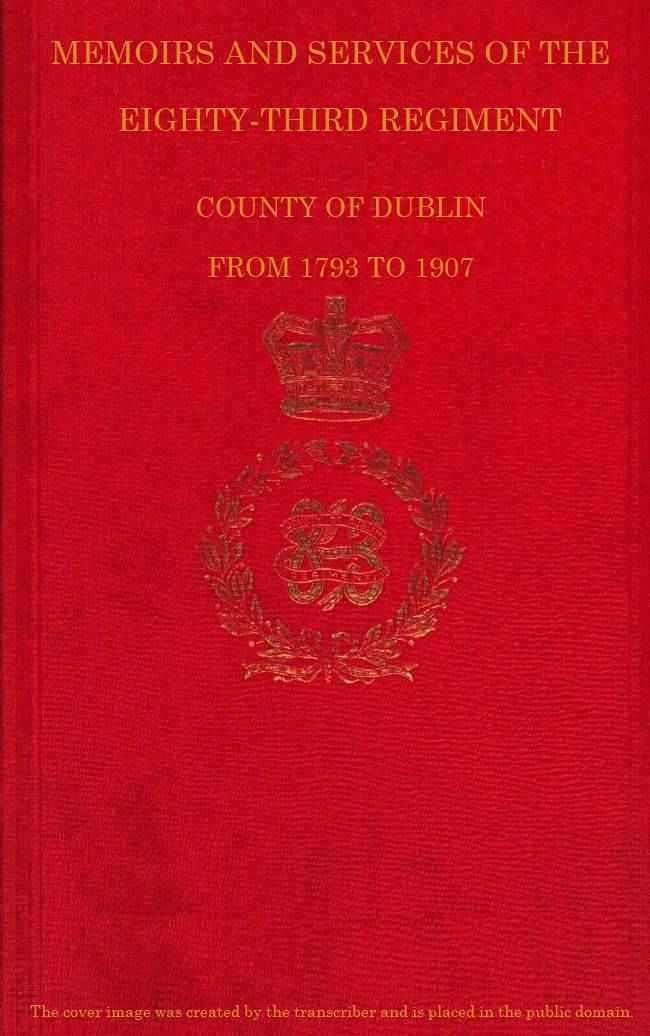 MEMOIRS AND SERVICES OF THE
EIGHTY-THIRD REGIMENT
COUNTY OF DUBLIN
FROM 1793 TO 1907
The cover image was created by the transcriber and is placed in the public domain.